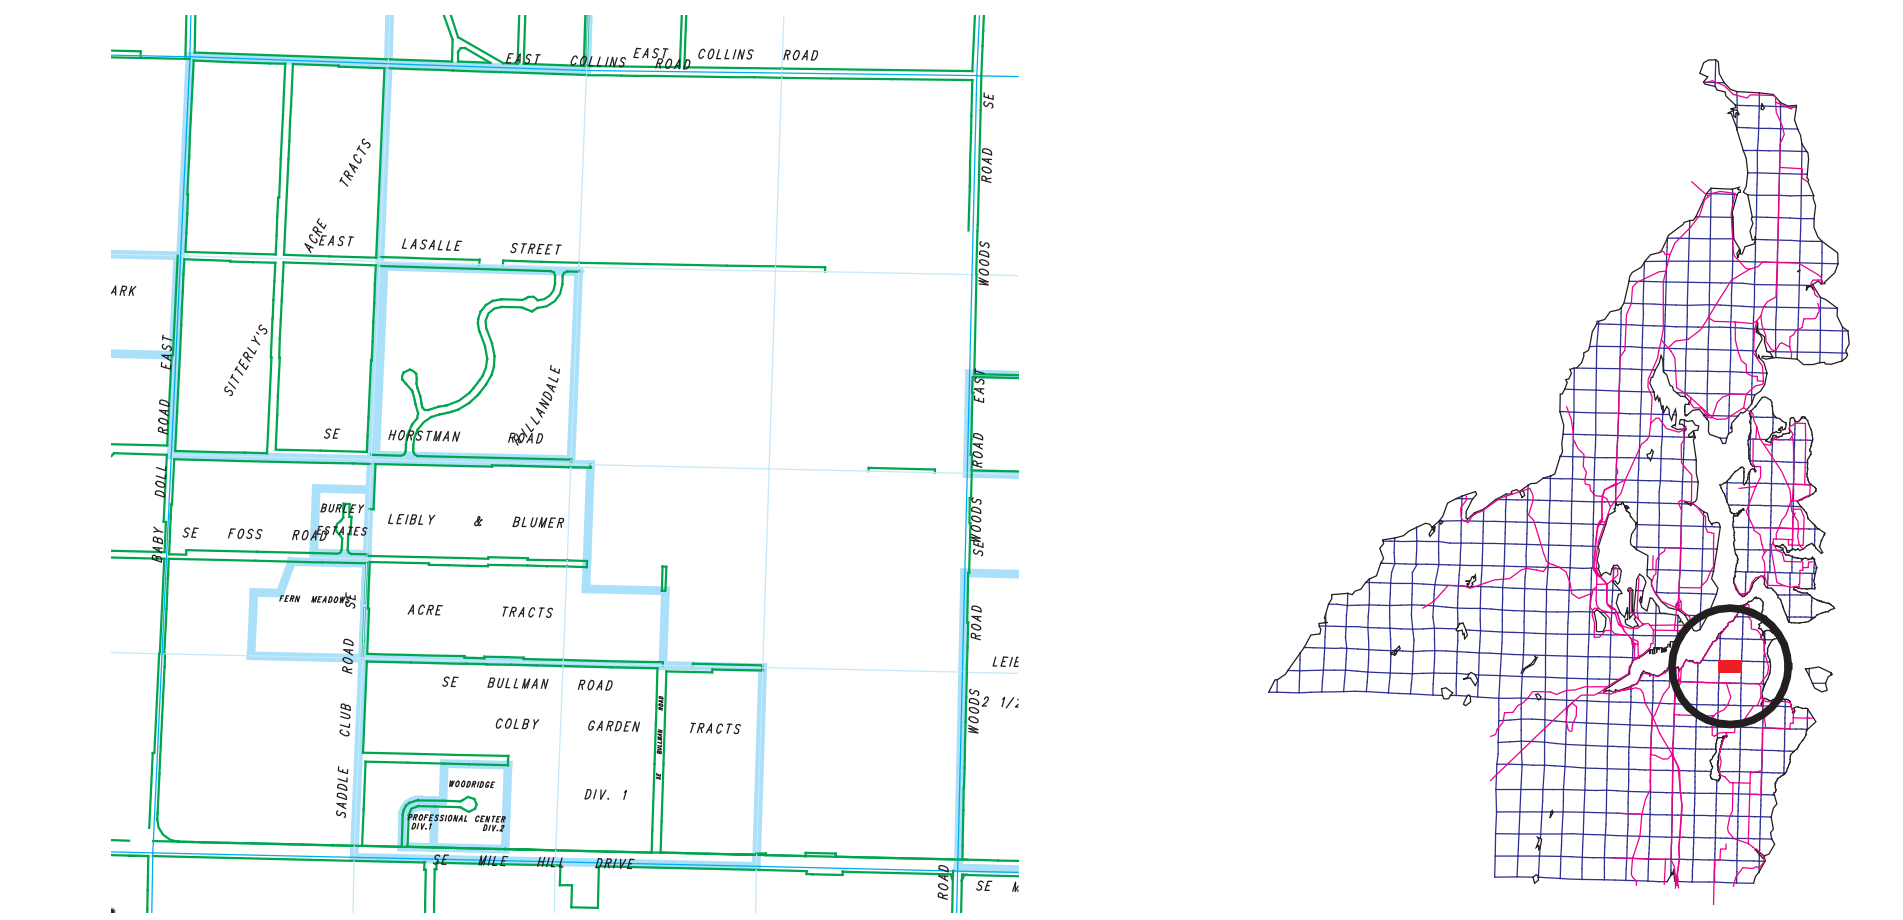 EAST COLLINS ROAD
EAST COLLINS ROAD
SE
ROAD
WOODS
EAST
ACRE TRACTS
EAST LASALLE STREET
ARK
EAST
ROAD
DOLL
BABY
SITTERLY'S
SE HORSTMAN ROAD
ROAD
WOODS
SE
BURLEY
ESTATES
LEIBLY & BLUMER
SE FOSS ROAD
FERN MEADOWS
ACRE TRACTS
SE
ROAD
CLUB
SADDLE
ROAD
WOODS
LEIE
2 1/2
SE BULLMAN ROAD
COLBY GARDEN TRACTS
SE BULLMAN ROAD
DIV. 1
WOODRIDGE
PROFESSIONAL CENTER
DIV.1 DIV.2
SE MILE HILL DRIVE
ROAD
SE M